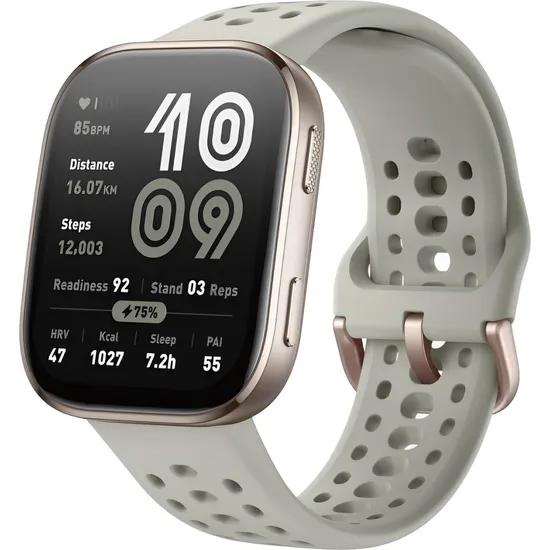 10
85BPM
09
Distance
16.07KM
Steps
12,003
Readiness 92 | Stand 03 Reps
75%
HRV Kcal Sleep PAI
47 1027 7.2h 55